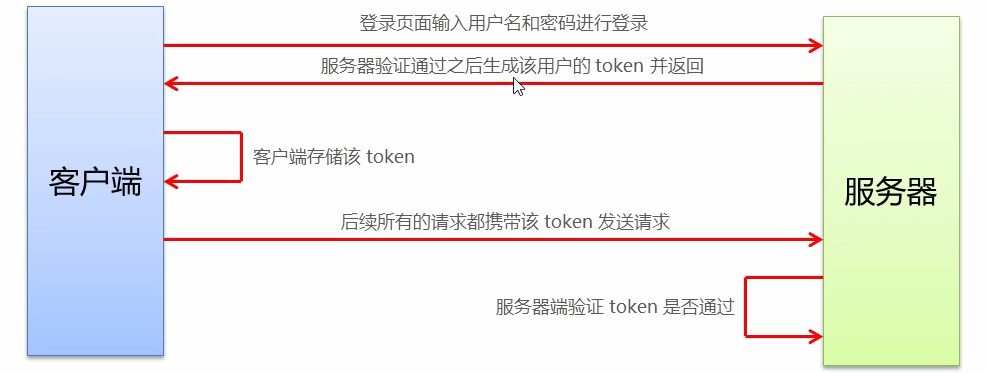 登录页面输入用户名和密码进行登录
服务器验证通过之后生成该用户的 token 并返回
客户端存储该 token
客户端
服务器
后续所有的请求都携带该 token 发送请求
服务器端验证 token 是否通过